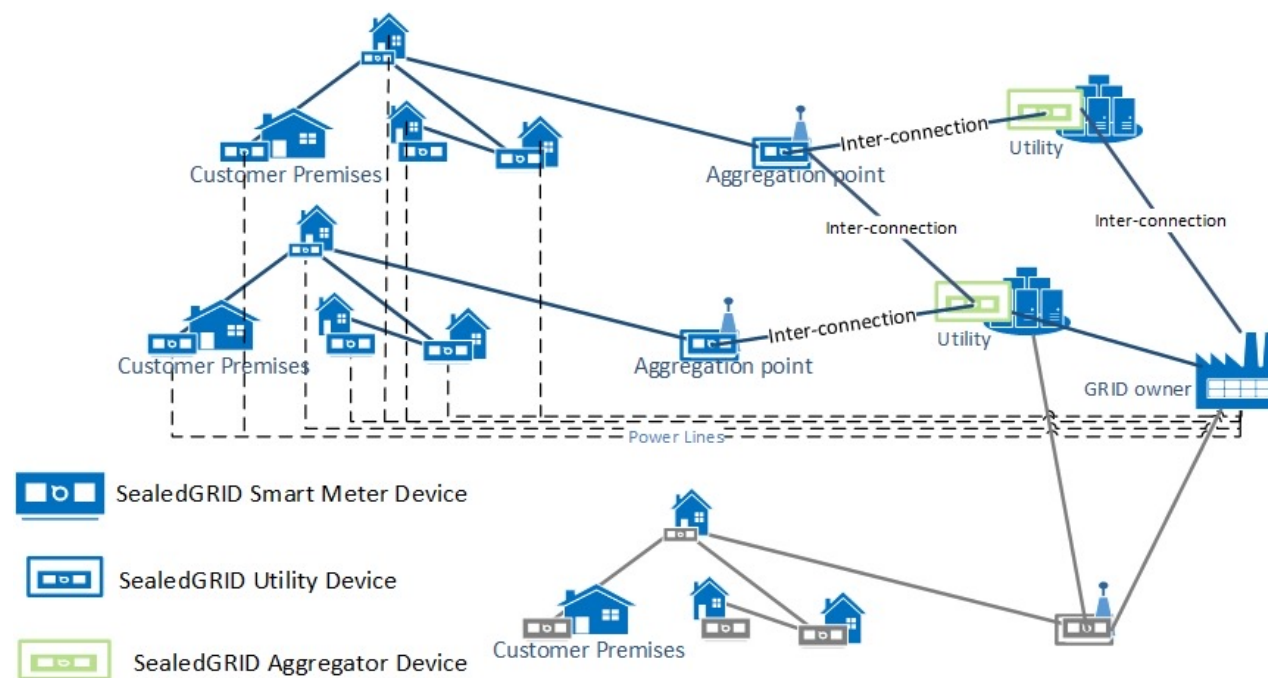 Inter-connection
Utility
Customer Premises
Aggregation point
Inter-connection
Inter-connection
Inter-connection
Utility
Customer Premises
Aggregation point
GRID owner
Power Lines
SealedGRID Smart Meter Device
SealedGRID Utility Device
SealedGRID Aggregator Device
Customer Premises